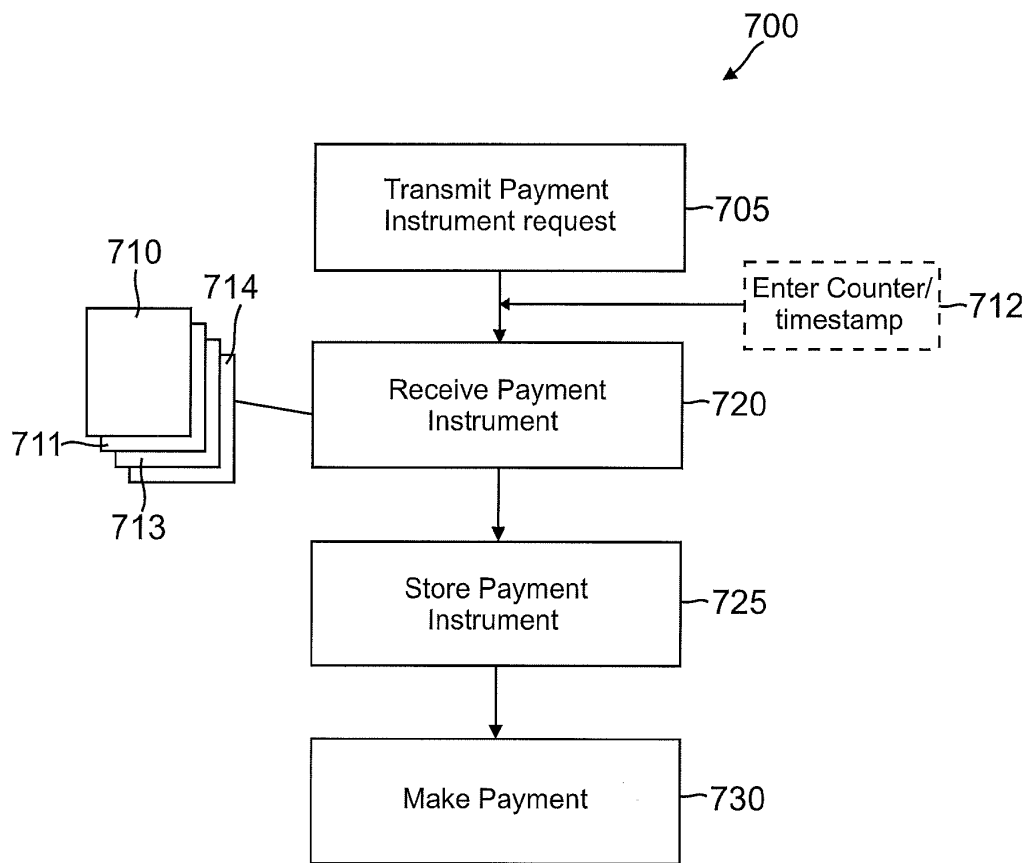 700
Transmit Payment
Instrument request
705
710
714
Enter Counter/
timestamp
712
Receive Payment
Instrument
720
711
713
Store Payment
Instrument
725
Make Payment
730